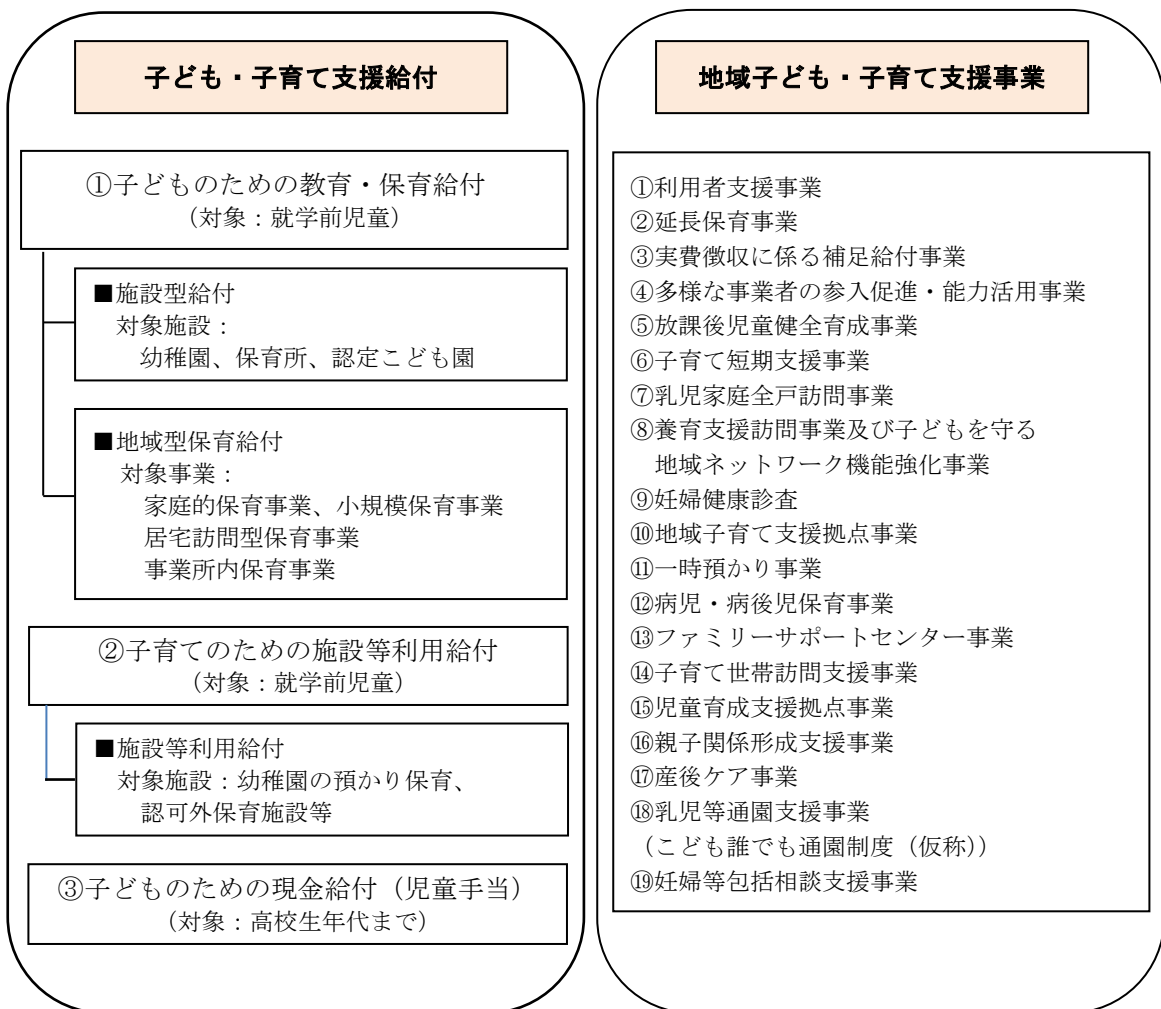 子ども・子育て支援給付
①子どものための教育・保育給付
（対象：就学前児童）
■施設型給付
対象施設：
幼稚園、保育所、認定こども園
■地域型保育給付
対象事業：
家庭的保育事業、小規模保育事業
居宅訪問型保育事業
事業所内保育事業
②子育てのための施設等利用給付
（対象：就学前児童）
■施設等利用給付
対象施設：幼稚園の預かり保育、
認可外保育施設等
③子どものための現金給付（児童手当）
（対象：高校生年代まで）
地域子ども・子育て支援事業
①利用者支援事業
②延長保育事業
③実費徴収に係る補足給付事業
④多様な事業者の参入促進・能力活用事業
⑤放課後児童健全育成事業
⑥子育て短期支援事業
⑦乳児家庭全戸訪問事業
⑧養育支援訪問事業及び子どもを守る
地域ネットワーク機能強化事業
⑨妊婦健康診査
⑩地域子育て支援拠点事業
⑪一時預かり事業
⑫病児・病後児保育事業
⑬ファミリーサポートセンター事業
⑭子育て世帯訪問支援事業
⑮児童育成支援拠点事業
⑯親子関係形成支援事業
⑰産後ケア事業
⑱乳児等通園支援事業
（こども誰でも通園制度（仮称））
⑲妊婦等包括相談支援事業